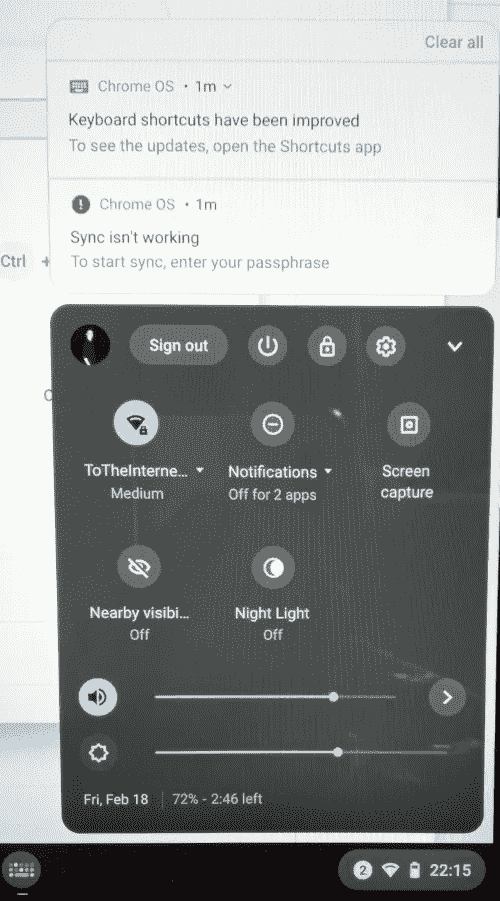 Clear all
Chrome OS • 1m
Keyboard shortcuts have been improved
To see the updates, open the Shortcuts app
Chrome OS • 1m
Sync isn't working
To start sync, enter your passphrase
Ctrl +
Sign out
ToTheInterne...
Medium
Notifications
Off for 2 apps
Screen
capture
Nearby visibi...
Off
Night Light
Off
Fri, Feb 18
72% - 2:46 left
2
22:15